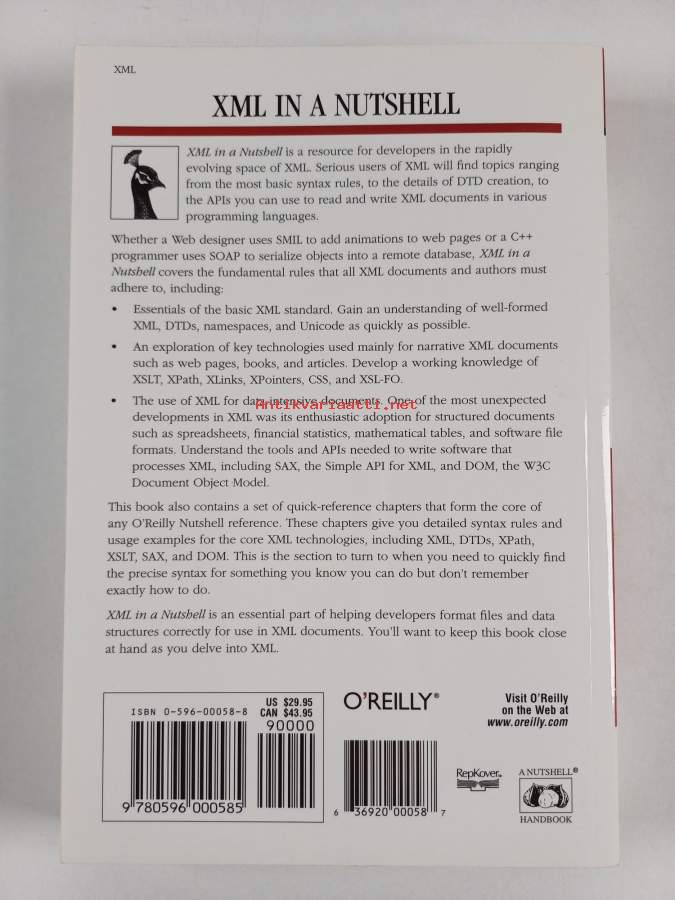 XML
XML IN A NUTSHELL
XML in a Nutshell is a resource for developers in the rapidly
evolving space of XML. Serious users of XML will find topics ranging
from the most basic syntax rules, to the details of DTD creation, to
the APIs you can use to read and write XML documents in various
programming languages.
Whether a Web designer uses SMIL to add animations to web pages or a C++
programmer uses SOAP to serialize objects into a remote database, XML in a
Nutshell covers the fundamental rules that all XML documents and authors must
adhere to, including:
• Essentials of the basic XML standard. Gain an understanding of well-formed
XML, DTDs, namespaces, and Unicode as quickly as possible.
• An exploration of key technologies used mainly for narrative XML documents
such as web pages, books, and articles. Develop a working knowledge of
XSLT, XPath, XLinks, XPointers, CSS, and XSL-FO.
• The use of XML for data-intensive documents. One of the most unexpected
Antikvariaatti.net
developments in XML was its enthusiastic adoption for structured documents
such as spreadsheets, financial statistics, mathematical tables, and software file
formats. Understand the tools and APIs needed to write software that
processes XML, including SAX, the Simple API for XML, and DOM, the W3C
Document Object Model.
This book also contains a set of quick-reference chapters that form the core of
any O'Reilly Nutshell reference. These chapters give you detailed syntax rules and
usage examples for the core XML technologies, including XML, DTDs, XPath,
XSLT, SAX, and DOM. This is the section to turn to when you need to quickly find
the precise syntax for something you know you can do but don't remember
exactly how to do.
XML in a Nutshell is an essential part of helping developers format files and data
structures correctly for use in XML documents. You'll want to keep this book close
at hand as you delve into XML.
US $29.95
ISBN 0-596-00058-8 CAN $43.95
90000
9 780596 000585
O'REILLY®
6 36920 00058 7
Visit O'Reilly
on the Web at
www.oreilly.com
RepKover™
A NUTSHELL®
HANDBOOK